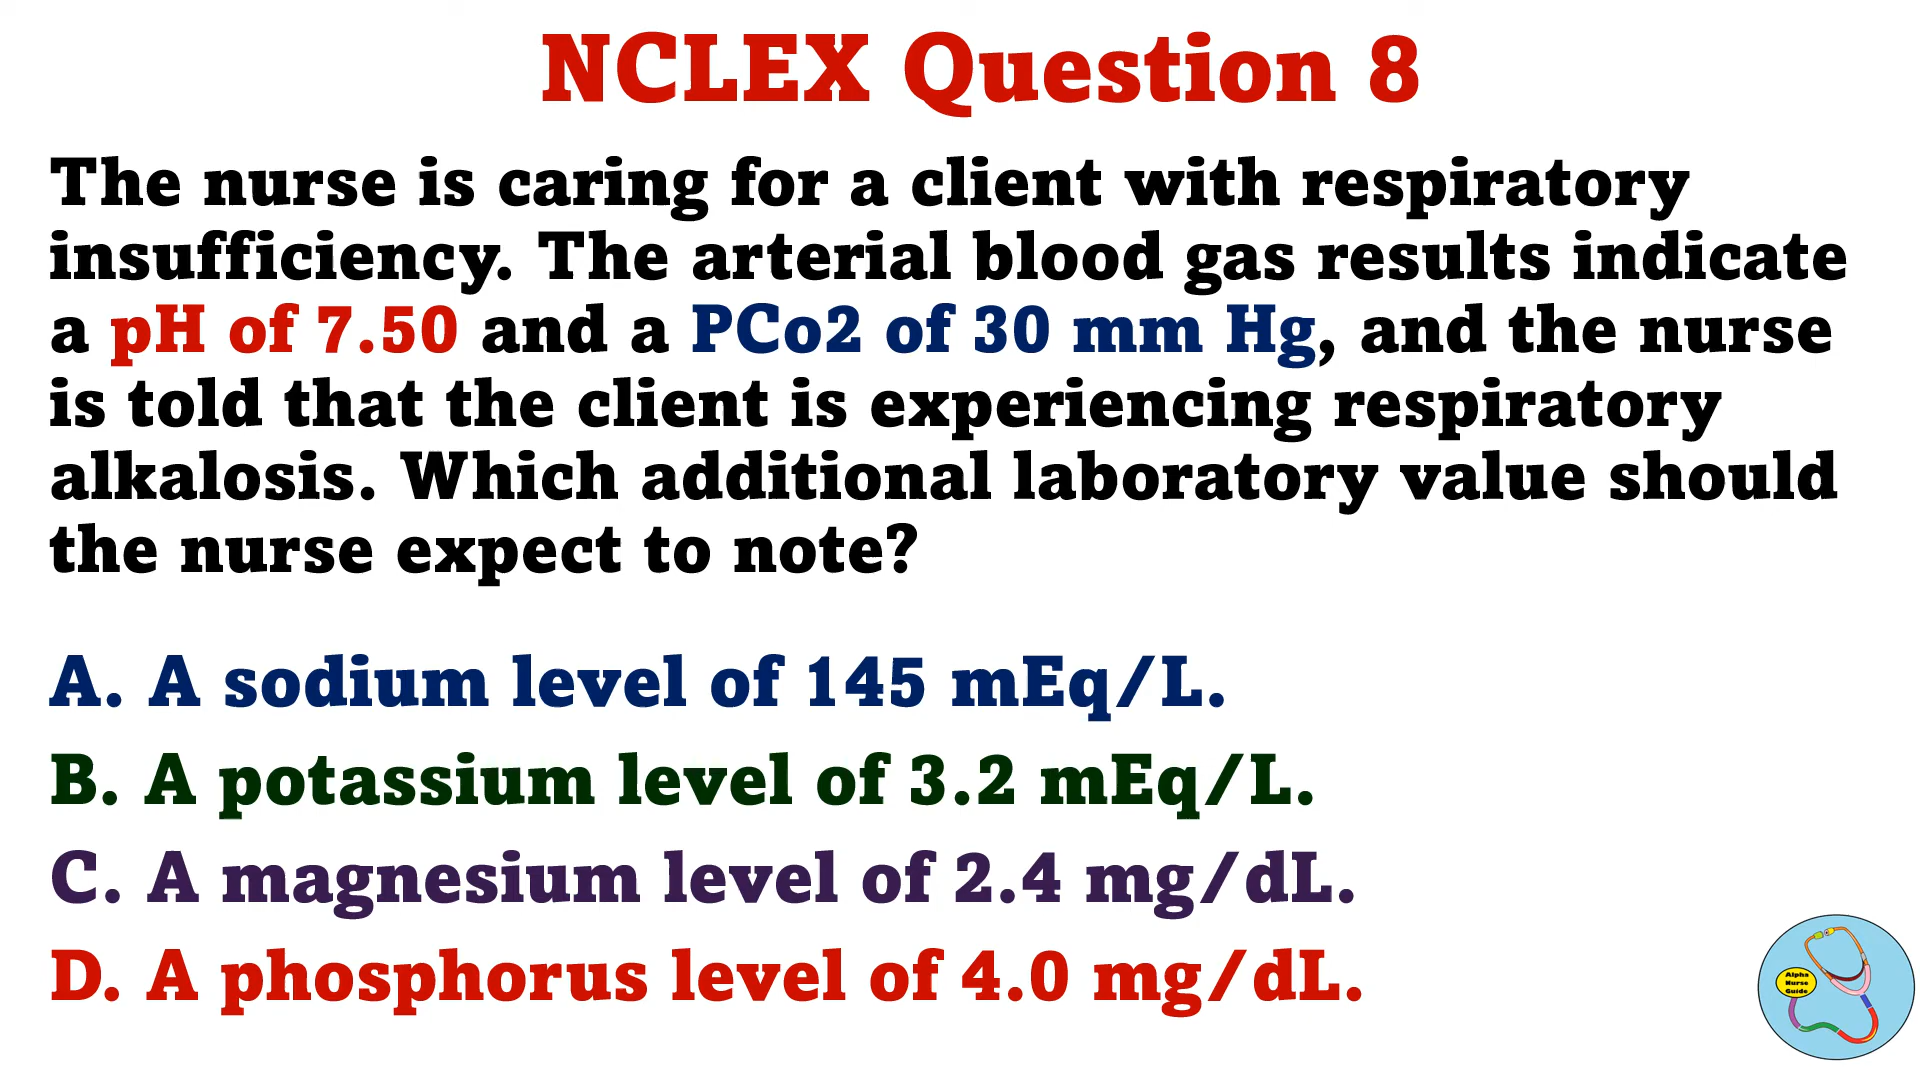 NCLEX Question 8
The nurse is caring for a client with respiratory
insufficiency. The arterial blood gas results indicate
a pH of 7.50 and a PCo2 of 30 mm Hg, and the nurse
is told that the client is experiencing respiratory
alkalosis. Which additional laboratory value should
the nurse expect to note?
A. A sodium level of 145 mEq/L.
B. A potassium level of 3.2 mEq/L.
C. A magnesium level of 2.4 mg/dL.
D. A phosphorus level of 4.0 mg/dL.
Alpha
Nurse
Guide